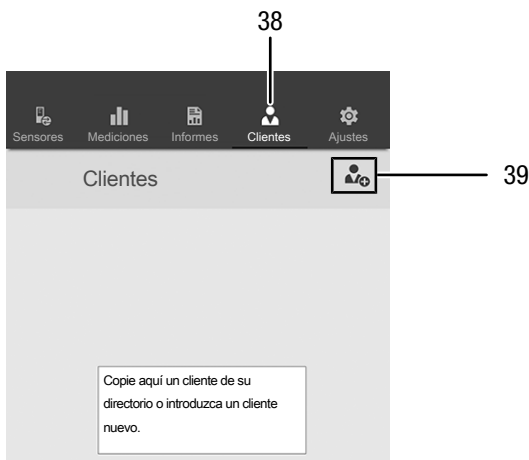 38
Sensores Mediciones Informes Clientes Ajustes
Clientes
39
Copie aquí un cliente de su
directorio o introduzca un cliente
nuevo.